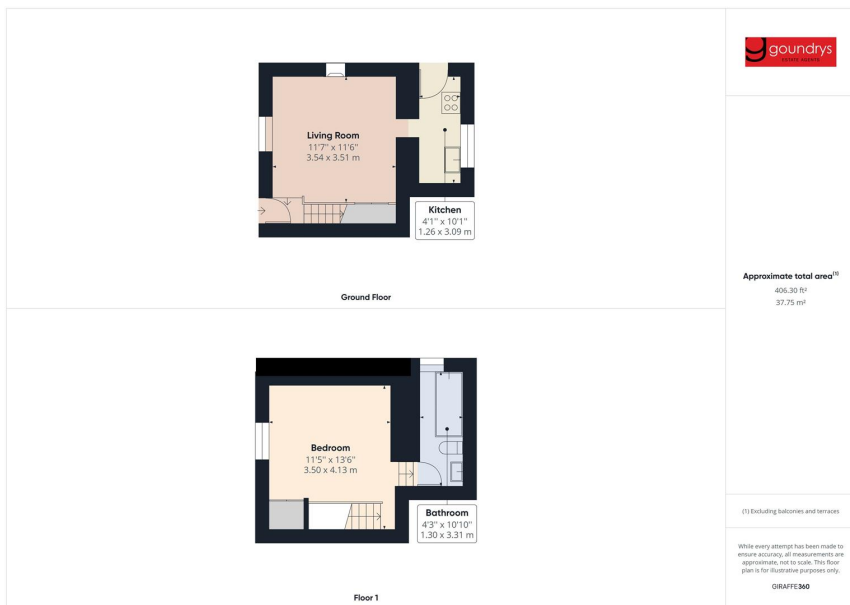 goundrys
ESTATE AGENTS
Living Room
11'7" x 11'6"
3.54 x 3.51 m
Kitchen
4'1" x 10'1"
1.26 x 3.09 m
Ground Floor
Approximate total area(1)
406.30 ft²
37.75 m²
Bedroom
11'5" x 13'6"
3.50 x 4.13 m
Bathroom
4'3" x 10'10"
1.30 x 3.31 m
Floor 1
(1) Excluding balconies and terraces
While every attempt has been made to
ensure accuracy, all measurements are
approximate, not to scale. This floor
plan is for illustrative purposes only.
GIRAFFE360